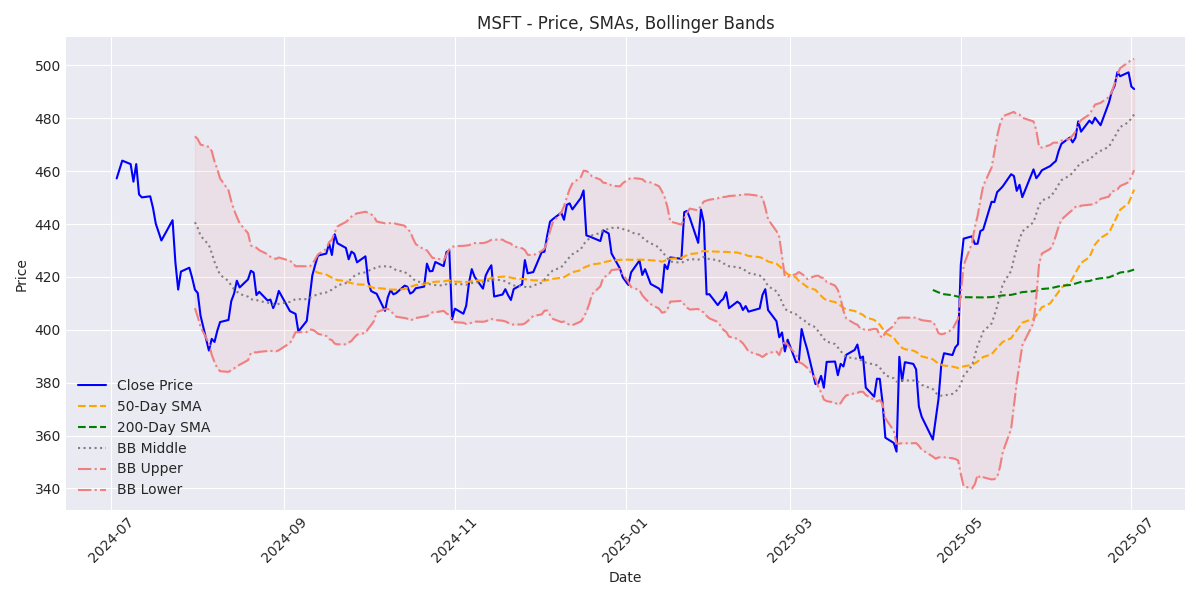 MSFT - Price, SMAs, Bollinger Bands
Price
500
480
460
440
420
400
380
360
340
Close Price
50-Day SMA
200-Day SMA
BB Middle
BB Upper
BB Lower
2024-07
2024-09
2024-11
2025-01
2025-03
2025-05
2025-07
Date